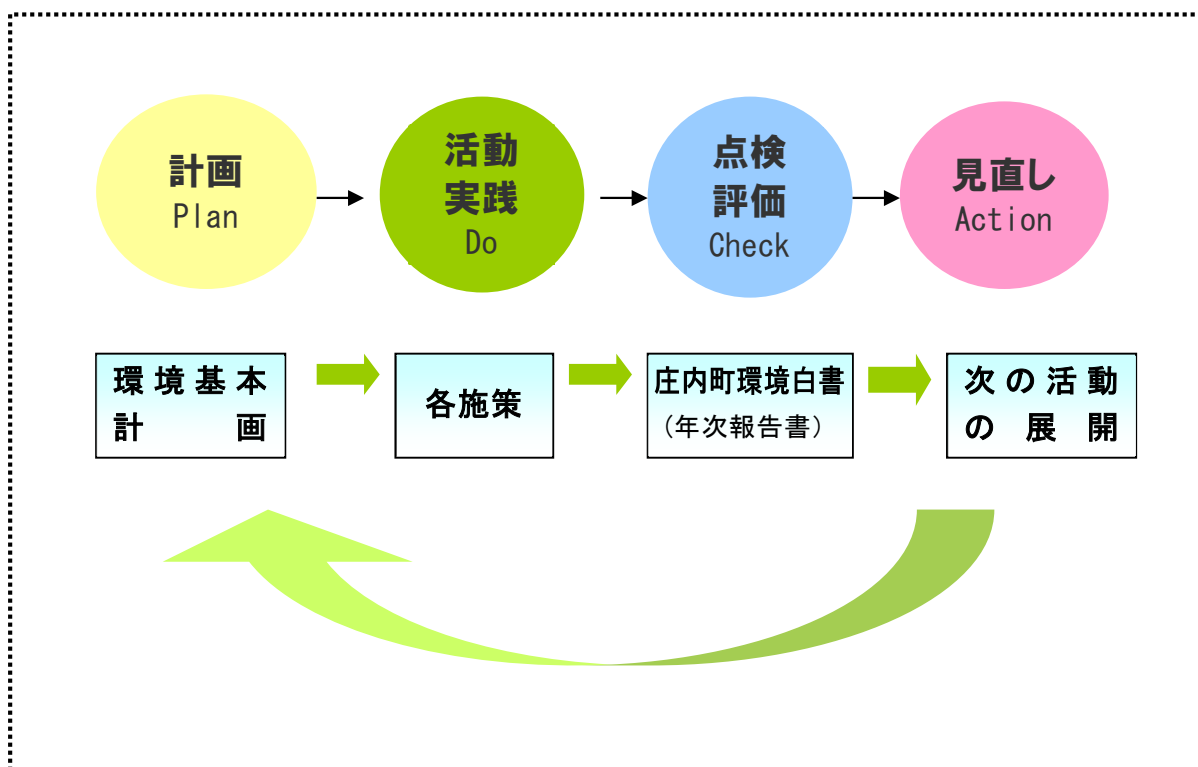 計画
Plan
活動
実践
Do
点検
評価
Check
見直し
Action
環境基本
計画
各施策
庄内町環境白書
(年次報告書)
次の活動
の展開